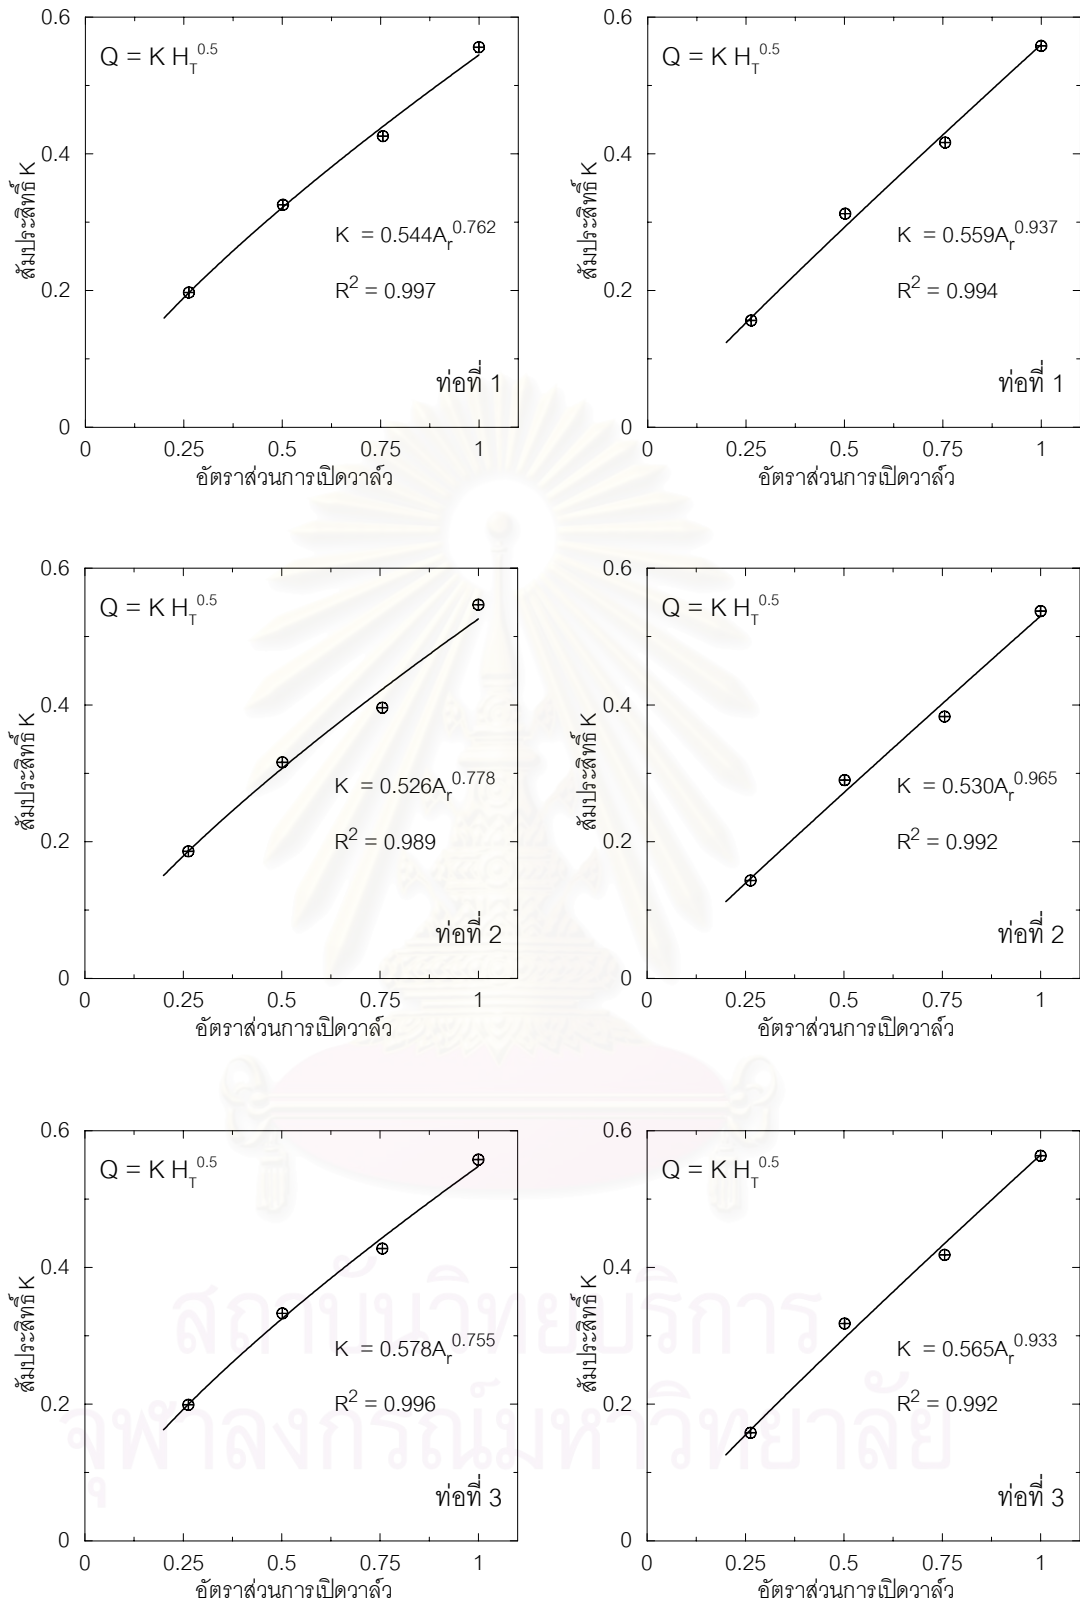 0.6
Q = K H_T^0.5
0.4
สัมประสิทธิ์ K
K = 0.544A_r^0.762
0.2
R^2 = 0.997
ท่อที่ 1
0
0 0.25 0.5 0.75 1
อัตราส่วนการเปิดวาล์ว
0.6
Q = K H_T^0.5
0.4
สัมประสิทธิ์ K
K = 0.559A_r^0.937
0.2
R^2 = 0.994
ท่อที่ 1
0
0 0.25 0.5 0.75 1
อัตราส่วนการเปิดวาล์ว
0.6
Q = K H_T^0.5
0.4
สัมประสิทธิ์ K
K = 0.526A_r^0.778
0.2
R^2 = 0.989
ท่อที่ 2
0
0 0.25 0.5 0.75 1
อัตราส่วนการเปิดวาล์ว
0.6
Q = K H_T^0.5
0.4
สัมประสิทธิ์ K
K = 0.530A_r^0.965
0.2
R^2 = 0.992
ท่อที่ 2
0
0 0.25 0.5 0.75 1
อัตราส่วนการเปิดวาล์ว
0.6
Q = K H_T^0.5
0.4
สัมประสิทธิ์ K
K = 0.578A_r^0.755
0.2
R^2 = 0.996
ท่อที่ 3
0
0 0.25 0.5 0.75 1
อัตราส่วนการเปิดวาล์ว
0.6
Q = K H_T^0.5
0.4
สัมประสิทธิ์ K
K = 0.565A_r^0.933
0.2
R^2 = 0.992
ท่อที่ 3
0
0 0.25 0.5 0.75 1
อัตราส่วนการเปิดวาล์ว
สถาบันวิทยบริการ
จุฬาลงกรณ์มหาวิทยาลัย